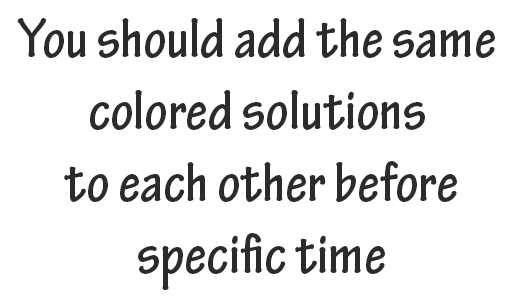 You should add the same
colored solutions
to each other before
specific time